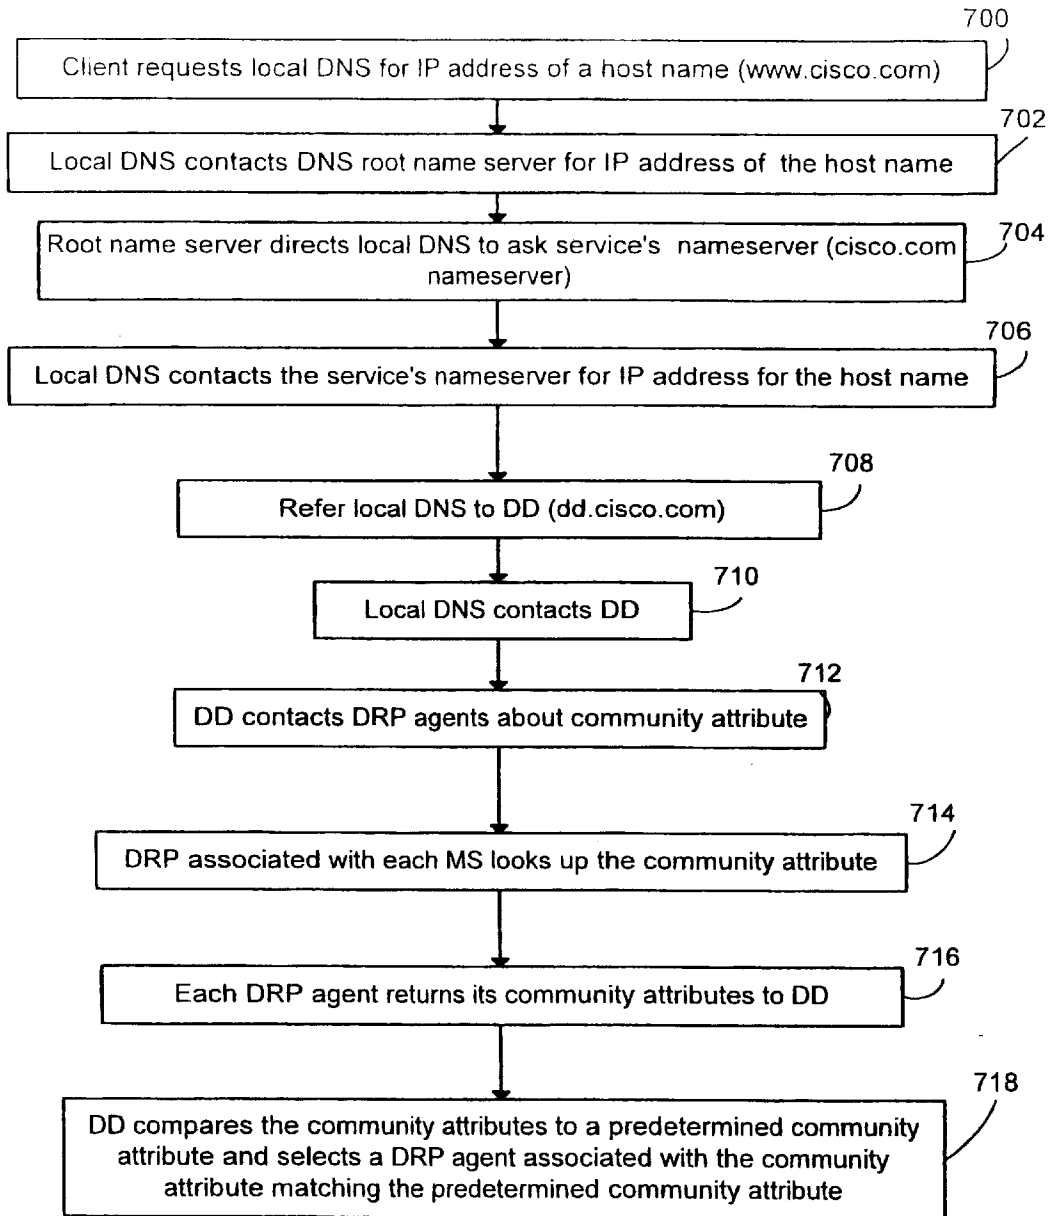 700
Client requests local DNS for IP address of a host name (www.cisco.com)
702
Local DNS contacts DNS root name server for IP address of the host name
Root name server directs local DNS to ask service's nameserver (cisco.com
nameserver)
704
706
Local DNS contacts the service's nameserver for IP address for the host name
708
Refer local DNS to DD (dd.cisco.com)
710
Local DNS contacts DD
712
DD contacts DRP agents about community attribute
714
DRP associated with each MS looks up the community attribute
716
Each DRP agent returns its community attributes to DD
718
DD compares the community attributes to a predetermined community
attribute and selects a DRP agent associated with the community
attribute matching the predetermined community attribute